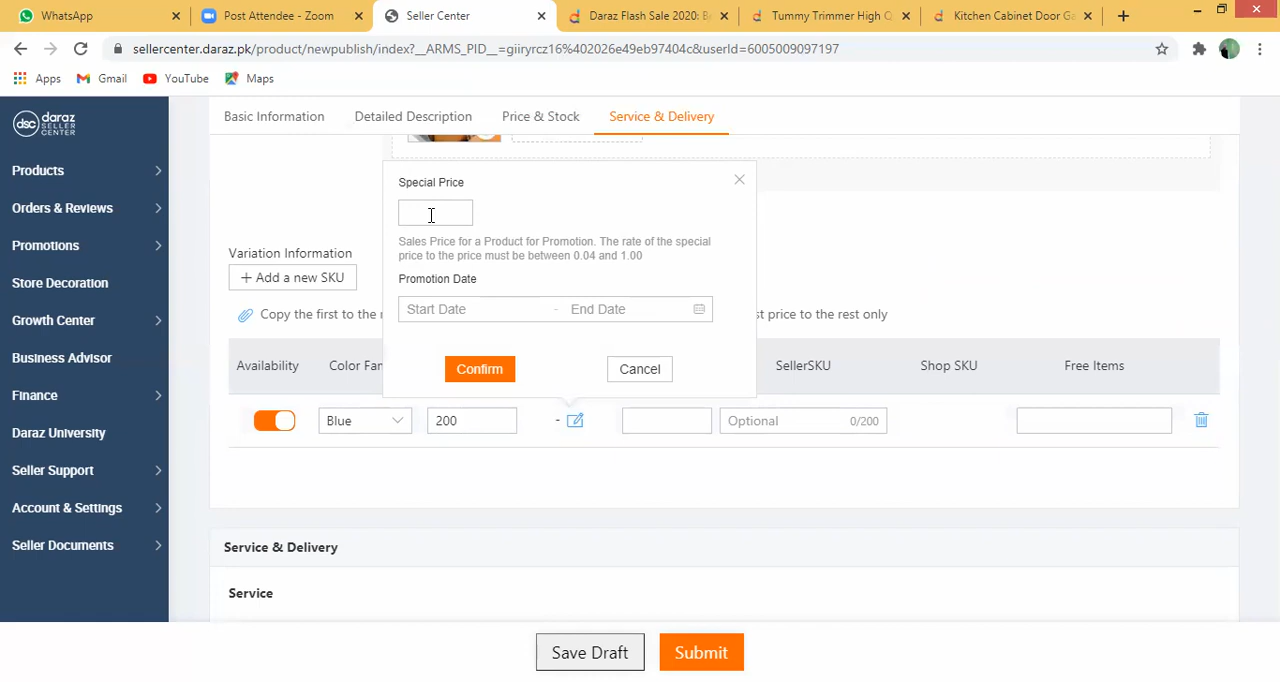 WhatsApp
Post Attendee - Zoom
Seller Center
Daraz Flash Sale 2020: B
Tummy Trimmer High Q
Kitchen Cabinet Door Ga
sellercenter.daraz.pk/product/newpublish/index?__ARMS_PID__=giiyrcz16%402026e49eb97404c&userId=6005009097197
Apps
Gmail
YouTube
Maps
dsc daraz SELLER CENTER
Basic Information
Detailed Description
Price & Stock
Service & Delivery
Products
Orders & Reviews
Promotions
Store Decoration
Growth Center
Business Advisor
Finance
Daraz University
Seller Support
Account & Settings
Seller Documents
Special Price
Sales Price for a Product for Promotion. The rate of the special
price to the price must be between 0.04 and 1.00
Promotion Date
Start Date - End Date
Confirm
Cancel
Variation Information
+ Add a new SKU
Copy the first to the
price to the rest only
Availability
Color
SellerSKU
Shop SKU
Free Items
Blue
200
-
Optional
0/200
Service & Delivery
Service
Save Draft
Submit